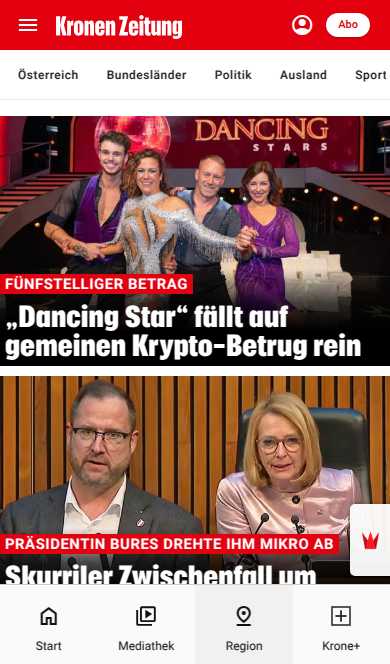 Kronen Zeitung
Abo
Österreich Bundesländer Politik Ausland Sport
DANCING
STARS
FÜNFSTELLIGER BETRAG
„Dancing Star“ fällt auf
gemeinen Krypto-Betrug rein
PRÄSIDENTIN BURES DREHTE IHM MIKRO AB
Skurriler Zwischenfall um
Start Mediathek Region Krone+